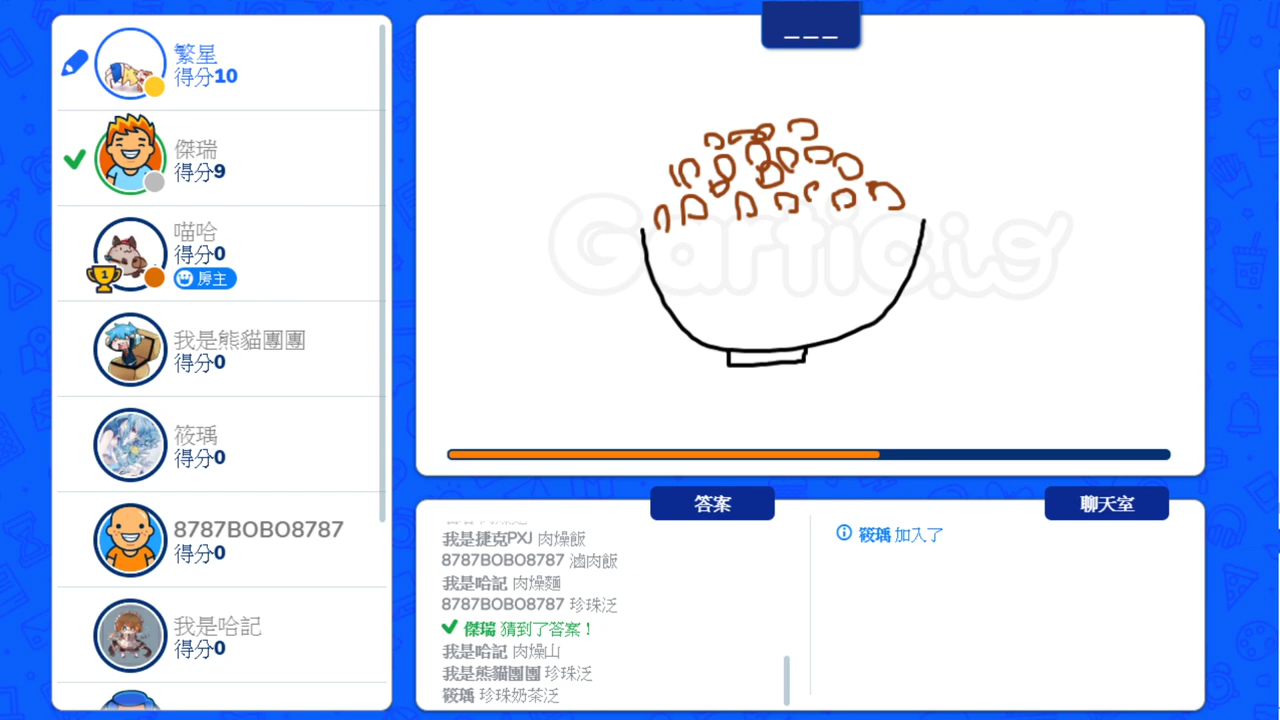 繁星
得分10
傑瑞
得分9
喵哈
得分0
房主
我是熊貓團團
得分0
筱瑀
得分0
8787BOBO8787
得分0
我是哈記
得分0
Gartic.io
答案
我是捷克PXJ 肉燥飯
8787BOBO8787 滷肉飯
我是哈記 肉燥麵
8787BOBO8787 珍珠泛
傑瑞 猜到了答案！
我是哈記 肉燥山
我是熊貓團團 珍珠泛
筱瑀 珍珠奶茶泛
聊天室
筱瑀 加入了